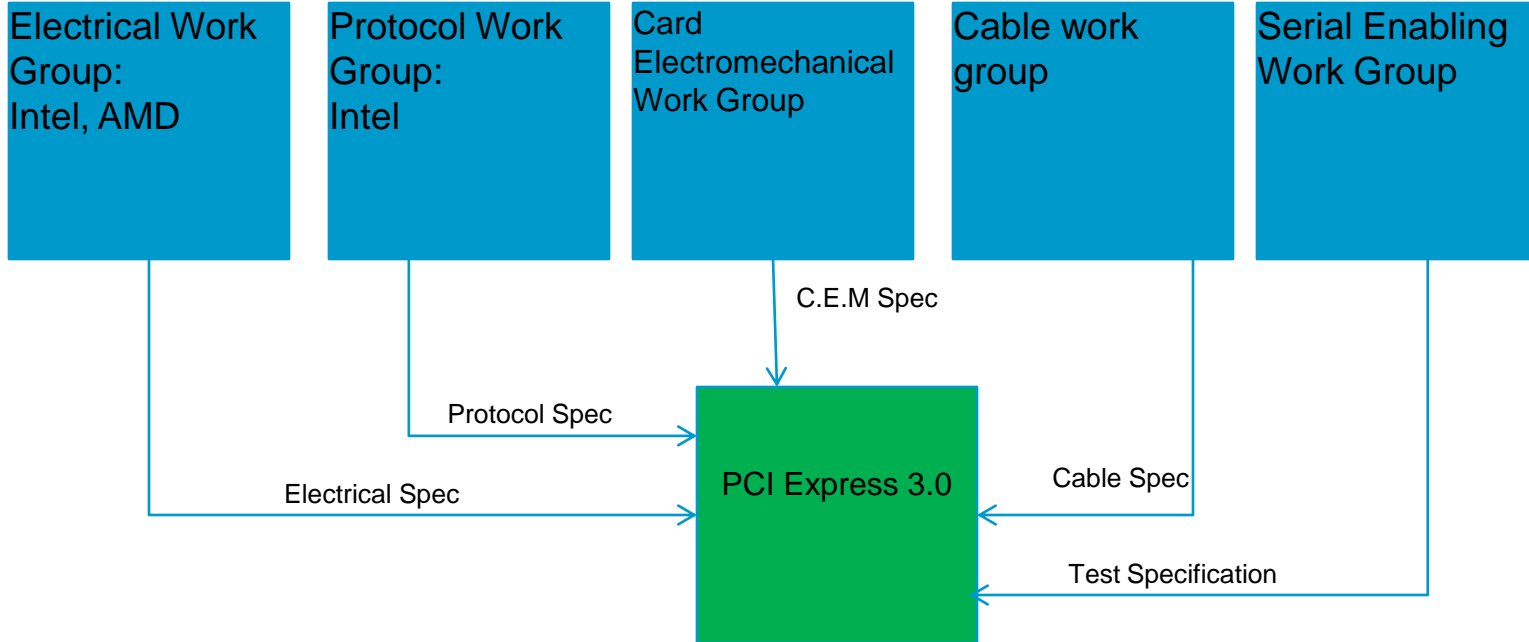 Electrical Work
Group:
Intel, AMD
Protocol Work
Group:
Intel
Card
Electromechanical
Work Group
Cable work
group
Serial Enabling
Work Group
C.E.M Spec
Protocol Spec
Electrical Spec
PCI Express 3.0
Cable Spec
Test Specification